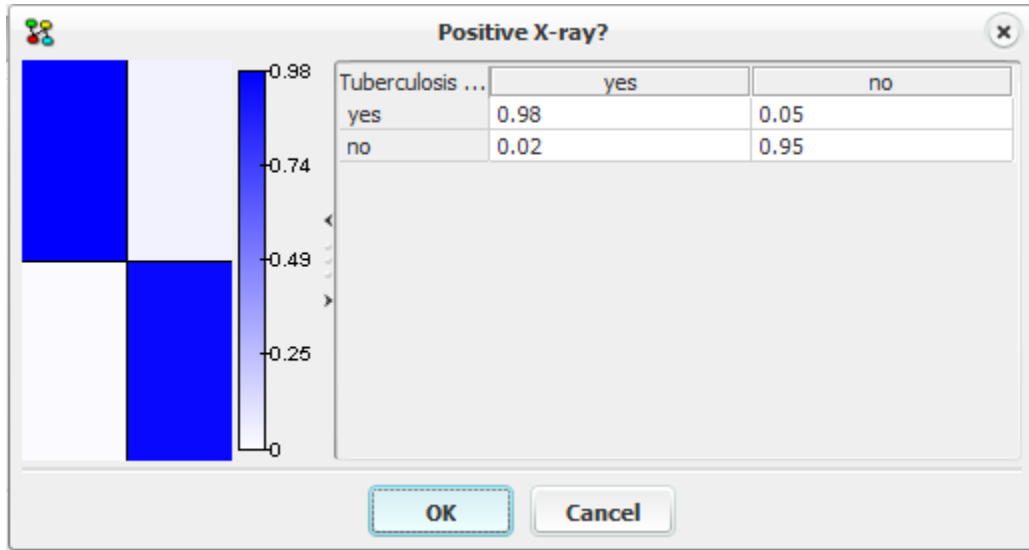 Positive X-ray?
0.98
0.74
0.49
0.25
0
Tuberculosis ... yes no
yes 0.98 0.05
no 0.02 0.95
OK Cancel